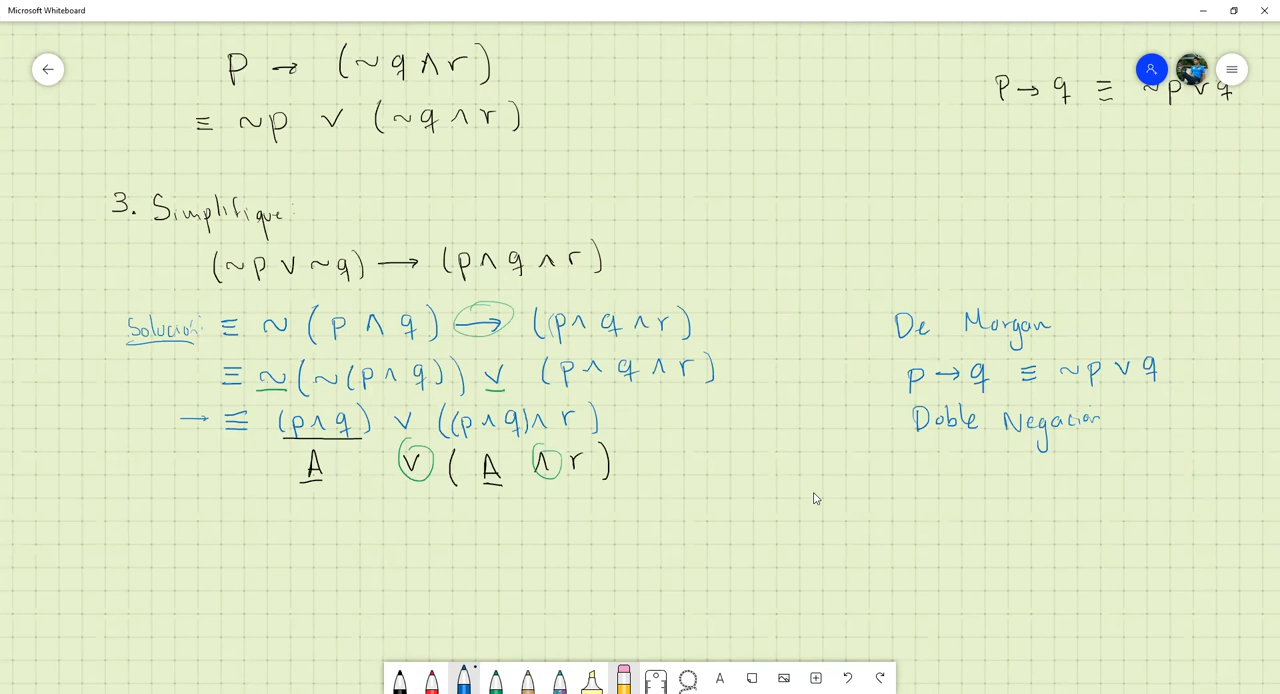 Microsoft Whiteboard
p → (~q ∧ r)
p → q ≡ ~p ∨ q
≡ ~p ∨ (~q ∧ r)
3. Simplifique:
(~p ∨ ~q) → (p ∧ q ∧ r)
Solución: ≡ ~(p ∧ q) → (p ∧ q ∧ r) De Morgan
≡ ~(~(p ∧ q)) ∨ (p ∧ q ∧ r) p → q ≡ ~p ∨ q
→ ≡ (p ∧ q) ∨ ((p ∧ q) ∧ r) Doble Negación
A ∨ (A ∧ r)